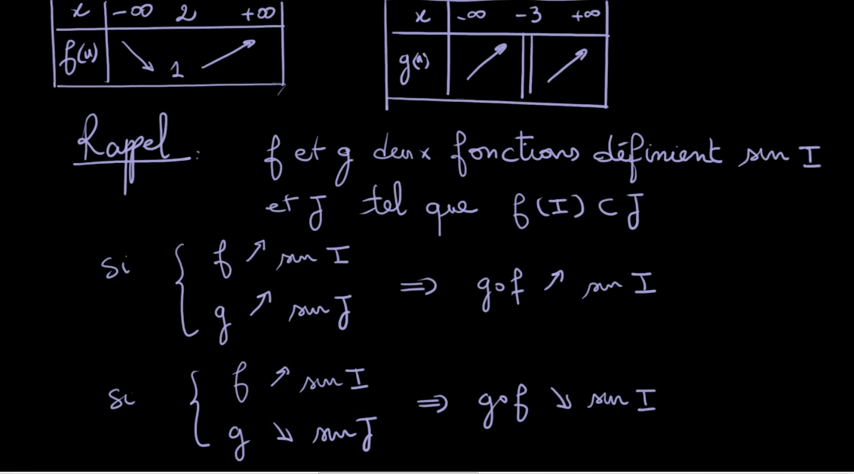 x -∞ 2 +∞
f(x) ↘ 1 ↗
x -∞ -3 +∞
g(x) ↗ || ↗
Rappel : f et g deux fonctions définient sur I
et J tel que f(I) ⊂ J
si { f ↗ sur I
g ↗ sur J ⇒ gof ↗ sur I
si { f ↗ sur I
g ↘ sur J ⇒ gof ↘ sur I